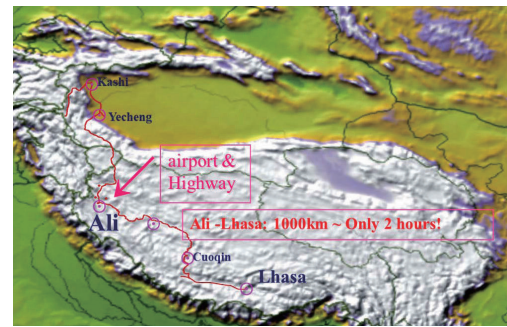 Kashi
Yecheng
airport &
Highway
Ali
Ali -Lhasa: 1000km ~ Only 2 hours!
Cuoqin
Lhasa